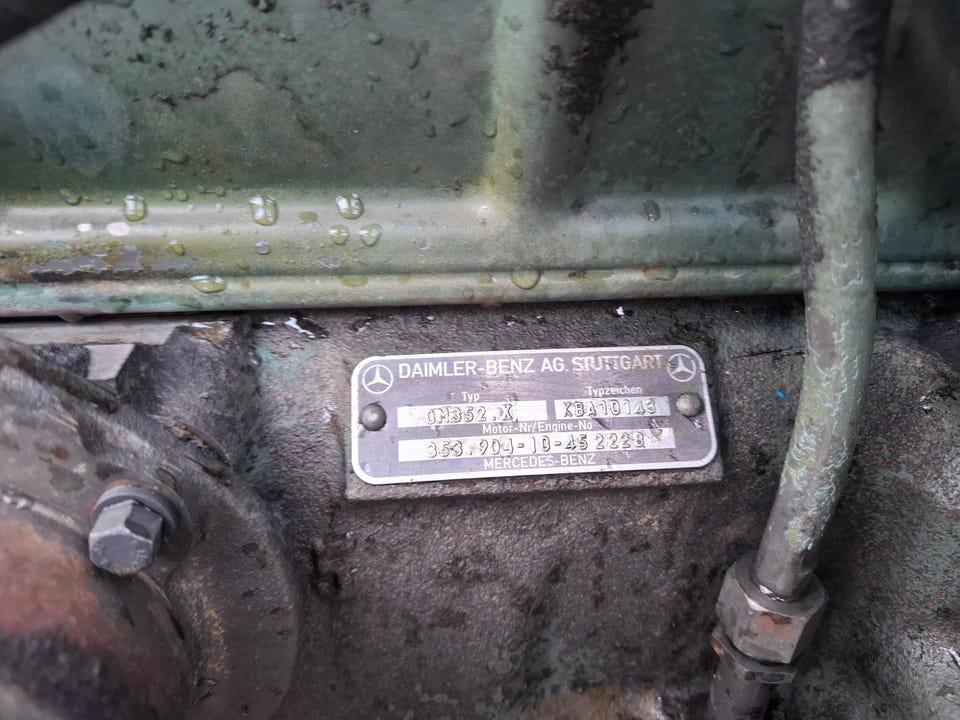 DAIMLER-BENZ AG. STUTTGART
Typ Typzeichen
OM352.X XBA10143
Motor-Nr/Engine-No
353.904-10-452228
MERCEDES-BENZ